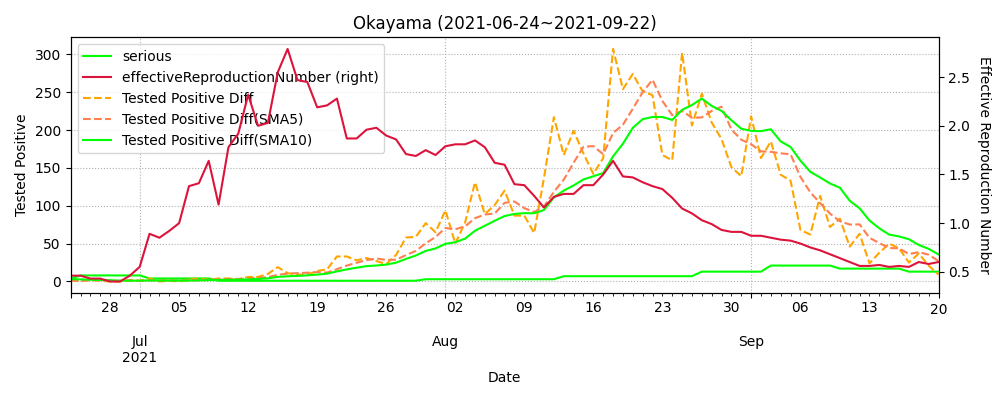 Okayama (2021-06-24~2021-09-22)
serious
effectiveReproductionNumber (right)
Tested Positive Diff
Tested Positive Diff(SMA5)
Tested Positive Diff(SMA10)
Tested Positive
300
250
200
150
100
50
0
Effective Reproduction Number
2.5
2.0
1.5
1.0
0.5
28 05 12 19 26 02 09 16 23 30 06 13 20
Jul Aug Sep
2021
Date